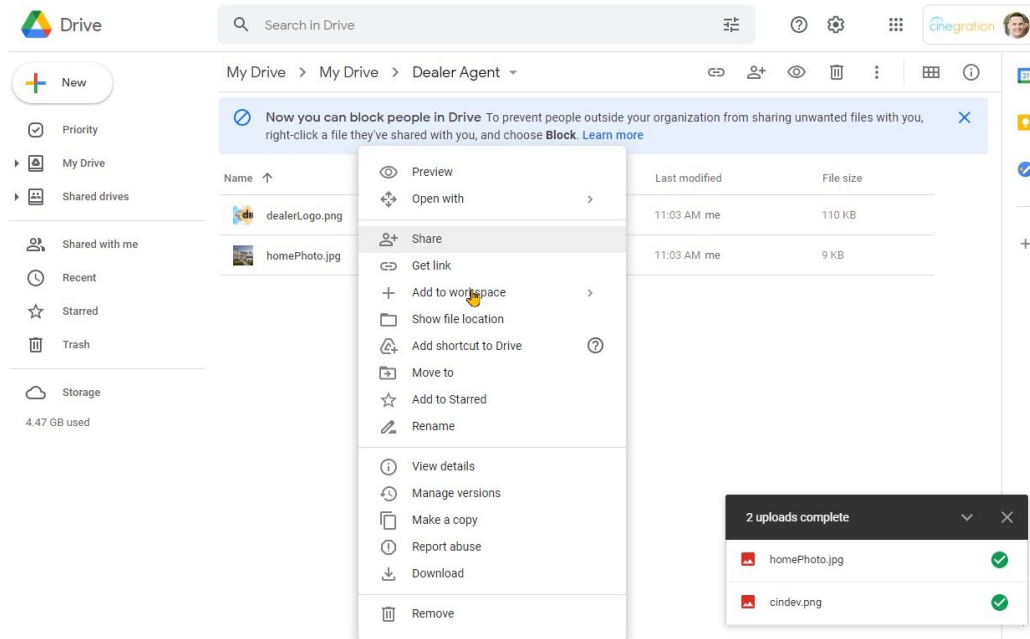 Drive
Search in Drive
cinegration
New
My Drive > My Drive > Dealer Agent
31
Now you can block people in Drive To prevent people outside your organization from sharing unwanted files with you,
right-click a file they've shared with you, and choose Block. Learn more
Priority
My Drive
Shared drives
Shared with me
Recent
Starred
Trash
Storage
4.47 GB used
Name
Last modified
File size
dealerLogo.png
11:03 AM me
110 KB
homePhoto.jpg
11:03 AM me
9 KB
Preview
Open with
Share
Get link
Add to workspace
Show file location
Add shortcut to Drive
Move to
Add to Starred
Rename
View details
Manage versions
Make a copy
Report abuse
Download
Remove
2 uploads complete
homePhoto.jpg
cindev.png